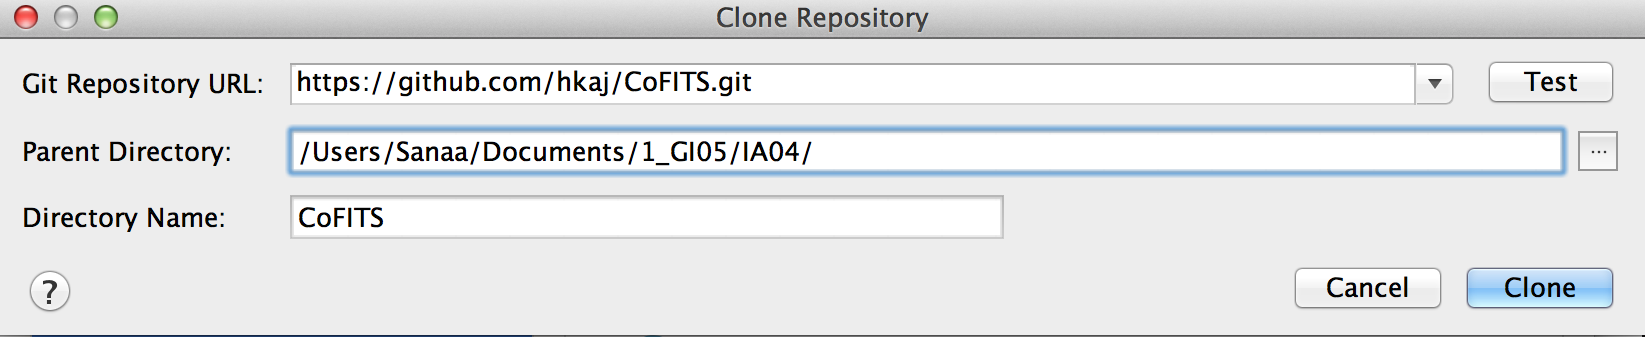 Clone Repository
Git Repository URL: https://github.com/hkaj/CoFITS.git Test
Parent Directory: /Users/Sanaa/Documents/1_GI05/IA04/ ...
Directory Name: CoFITS
? Cancel Clone